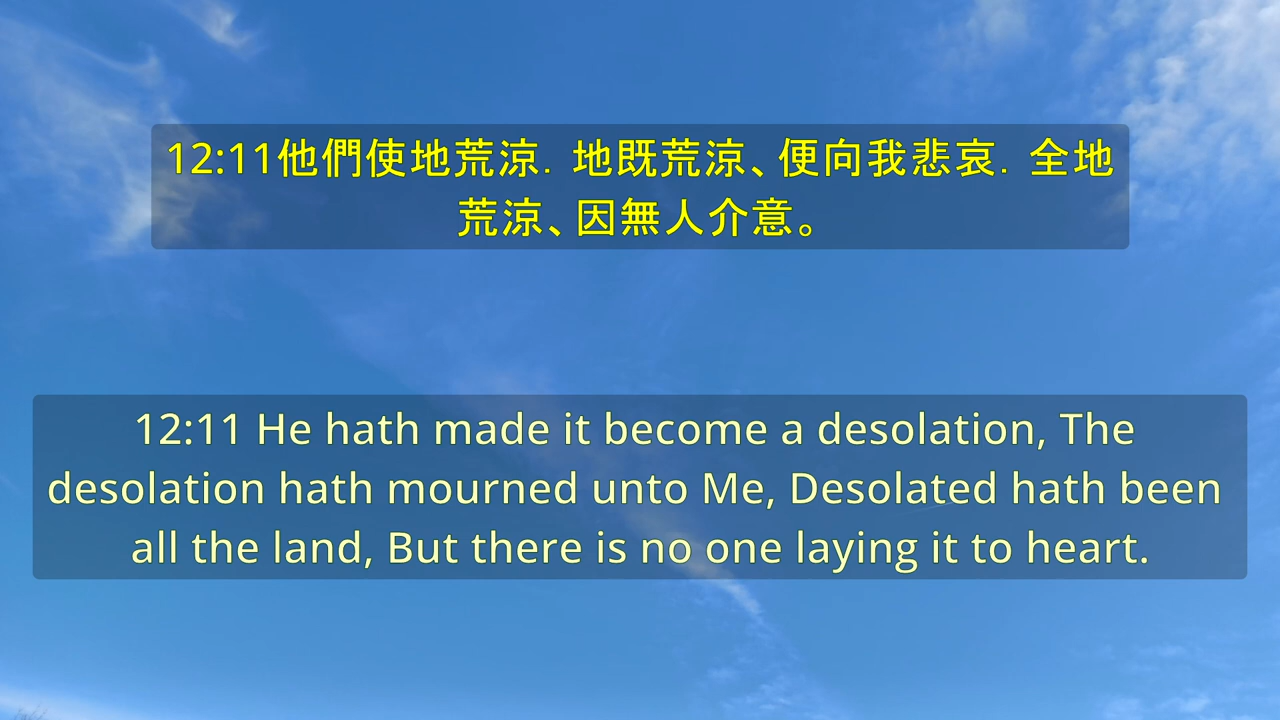 12:11他們使地荒涼．地既荒涼、便向我悲哀．全地
荒涼、因無人介意。
12:11 He hath made it become a desolation, The
desolation hath mourned unto Me, Desolated hath been
all the land, But there is no one laying it to heart.